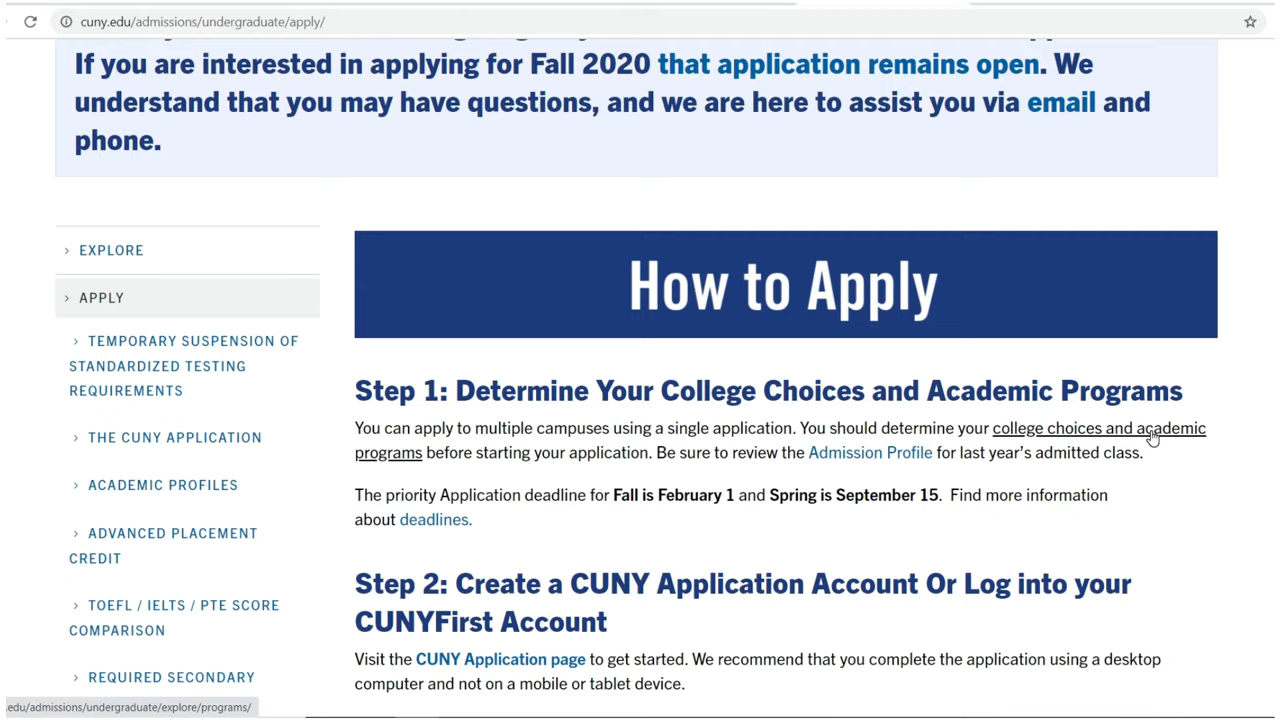 cuny.edu/admissions/undergraduate/apply/
If you are interested in applying for Fall 2020 that application remains open. We
understand that you may have questions, and we are here to assist you via email and
phone.
EXPLORE
APPLY
TEMPORARY SUSPENSION OF
STANDARDIZED TESTING
REQUIREMENTS
THE CUNY APPLICATION
ACADEMIC PROFILES
ADVANCED PLACEMENT
CREDIT
TOEFL / IELTS / PTE SCORE
COMPARISON
REQUIRED SECONDARY
How to Apply
Step 1: Determine Your College Choices and Academic Programs
You can apply to multiple campuses using a single application. You should determine your college choices and academic
programs before starting your application. Be sure to review the Admission Profile for last year's admitted class.
The priority Application deadline for Fall is February 1 and Spring is September 15. Find more information
about deadlines.
Step 2: Create a CUNY Application Account Or Log into your
CUNYFirst Account
Visit the CUNY Application page to get started. We recommend that you complete the application using a desktop
computer and not on a mobile or tablet device.
.edu/admissions/undergraduate/explore/programs/